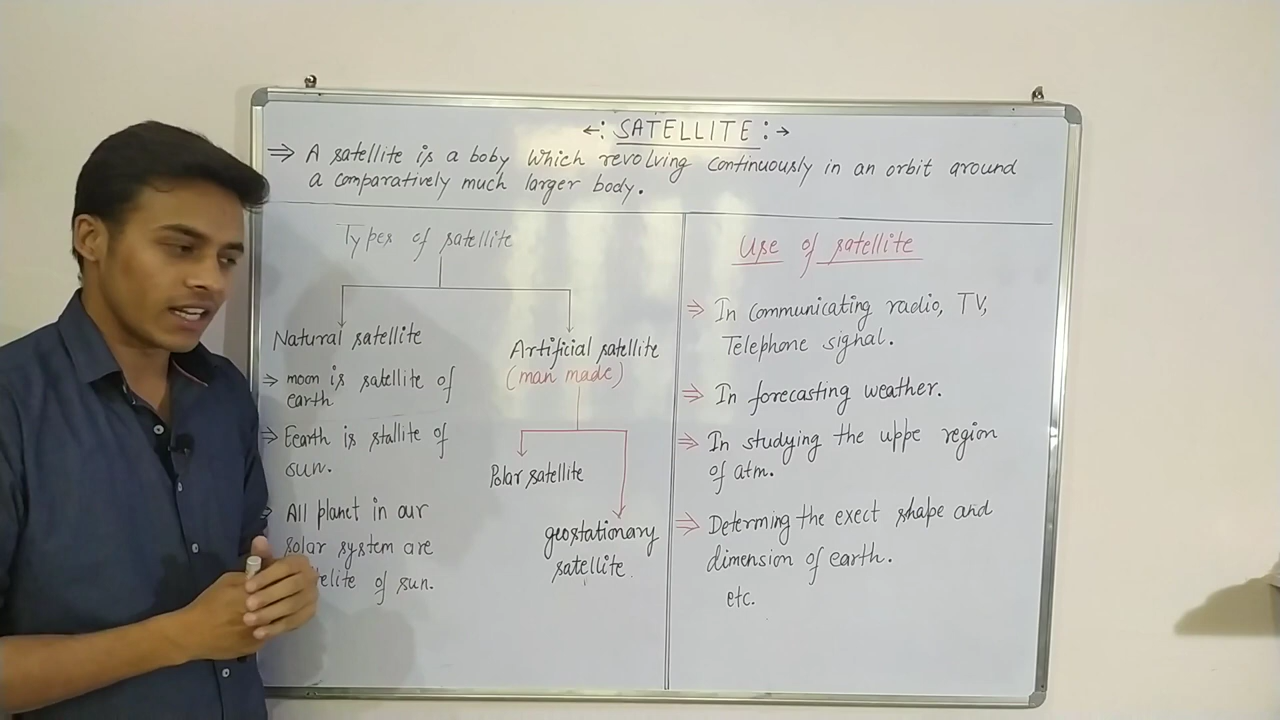 ←: SATELLITE :→
⇒ A satellite is a boby which revolving continuously in an orbit around
a comparatively much larger body.
Types of satellite
Natural satellite
⇒ moon is satellite of
earth
⇒ Eearth is stallite of
sun.
⇒ All planet in our
solar system are
of sun.
Artificial satellite
(man made)
Polar satellite
geostationary
satellite.
Use of satellite
⇒ In communicating radio, TV,
Telephone signal.
⇒ In forecasting weather.
⇒ In studying the uppe region
of atm.
⇒ Determing the exect shape and
dimension of earth.
etc.